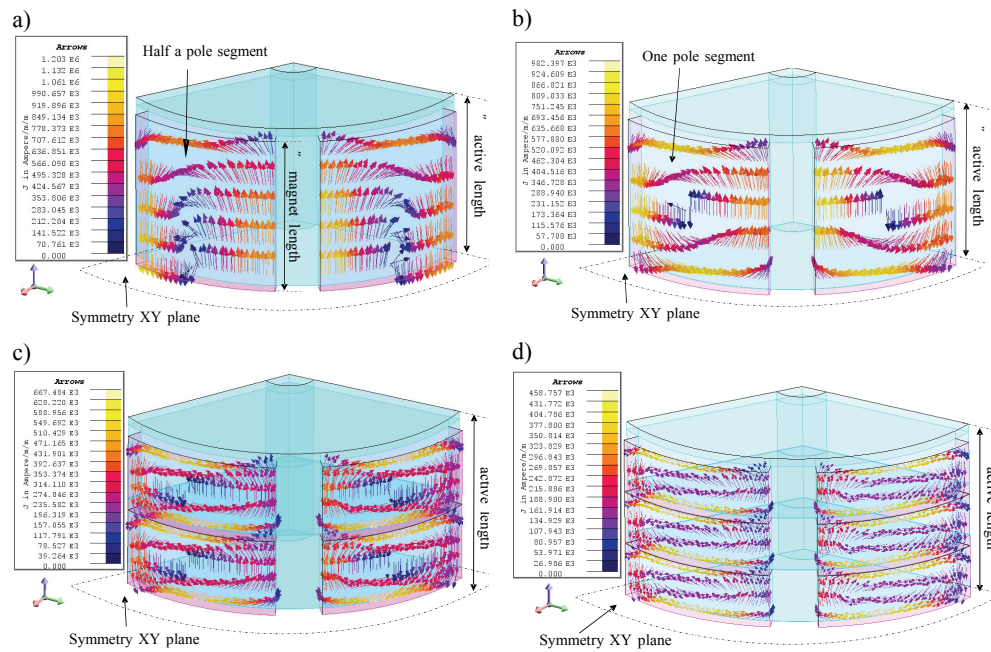 a)
Arrows
1.203 E6
1.132 E6
1.061 E6
990.657 E3
919.896 E3
849.134 E3
778.373 E3
707.612 E3
636.851 E3
566.090 E3
495.328 E3
424.567 E3
353.806 E3
283.045 E3
212.284 E3
141.522 E3
70.761 E3
0.000
J in Ampere/m/m
Half a pole segment
" magnet length
" active length
Symmetry XY plane
b)
Arrows
982.397 E3
924.609 E3
866.821 E3
809.033 E3
751.245 E3
693.456 E3
635.668 E3
577.880 E3
520.092 E3
462.304 E3
404.516 E3
346.728 E3
288.940 E3
231.152 E3
173.364 E3
115.576 E3
57.788 E3
0.000
J in Ampere/m/m
One pole segment
" active length
Symmetry XY plane
c)
Arrows
667.484 E3
628.220 E3
588.956 E3
549.692 E3
510.429 E3
471.165 E3
431.901 E3
392.637 E3
353.374 E3
314.110 E3
274.846 E3
235.582 E3
196.319 E3
157.055 E3
117.791 E3
78.527 E3
39.264 E3
0.000
J in Ampere/m/m
active length
Symmetry XY plane
d)
Arrows
458.757 E3
431.772 E3
404.786 E3
377.800 E3
350.814 E3
323.829 E3
296.843 E3
269.857 E3
242.872 E3
215.886 E3
188.900 E3
161.914 E3
134.929 E3
107.943 E3
80.957 E3
53.971 E3
26.986 E3
0.000
J in Ampere/m/m
active length
Symmetry XY plane